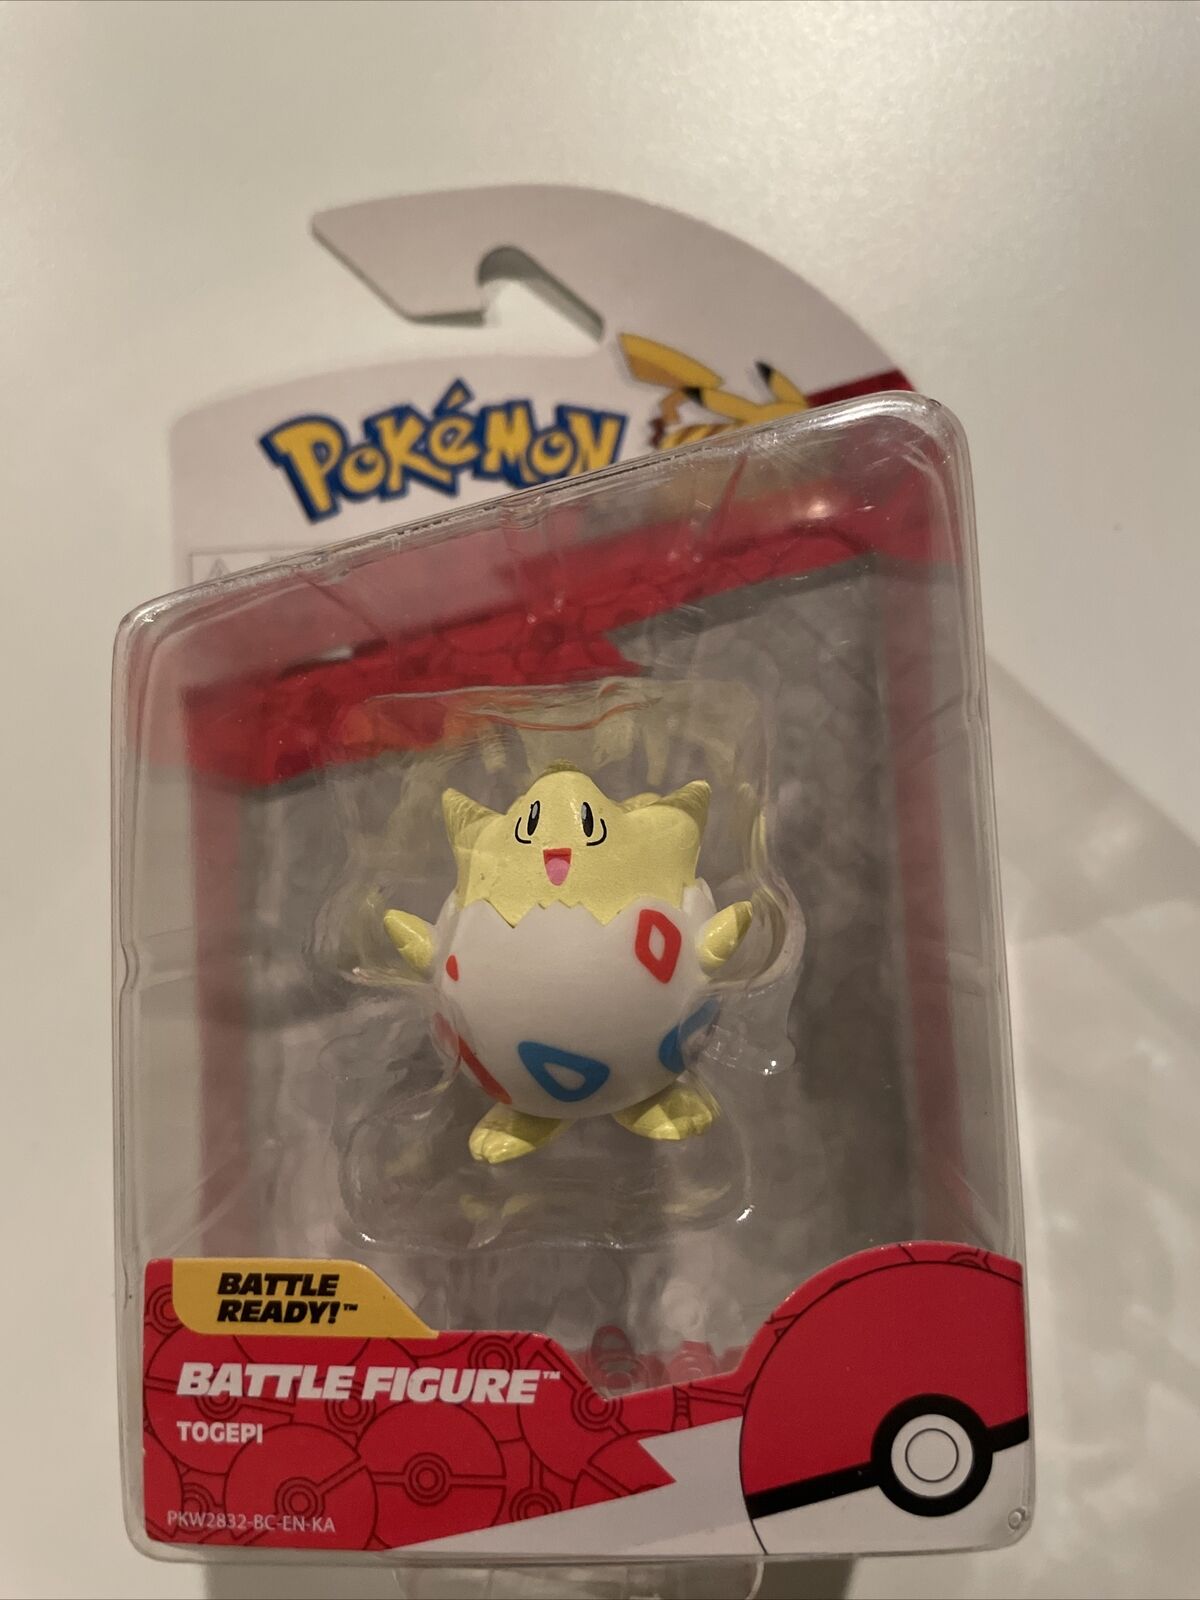 POKéMON
BATTLE
READY!™
BATTLE FIGURE™
TOGEPI
PKW2832-BC-EN-KA